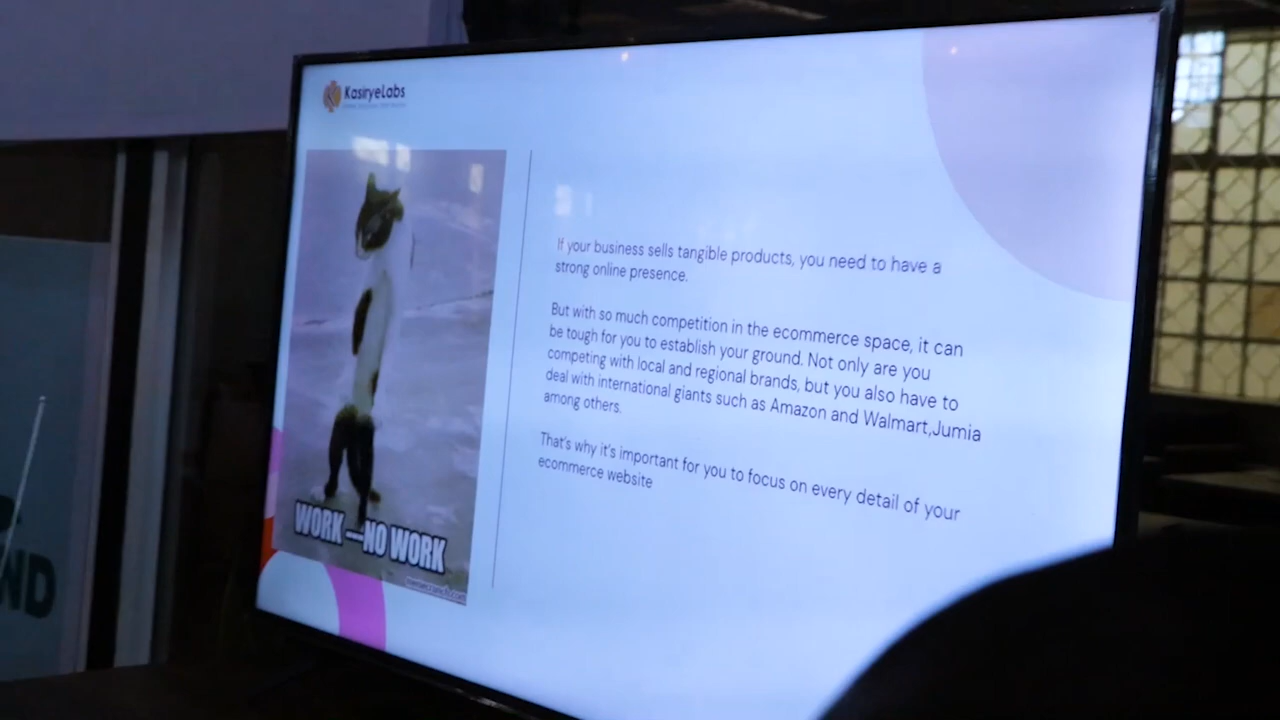 KasiryeLabs
If your business sells tangible products, you need to have a
strong online presence.
But with so much competition in the ecommerce space, it can
be tough for you to establish your ground. Not only are you
competing with local and regional brands, but you also have to
deal with international giants such as Amazon and Walmart,Jumia
among others.
That's why it's important for you to focus on every detail of your
ecommerce website
WORK —NO WORK
ND